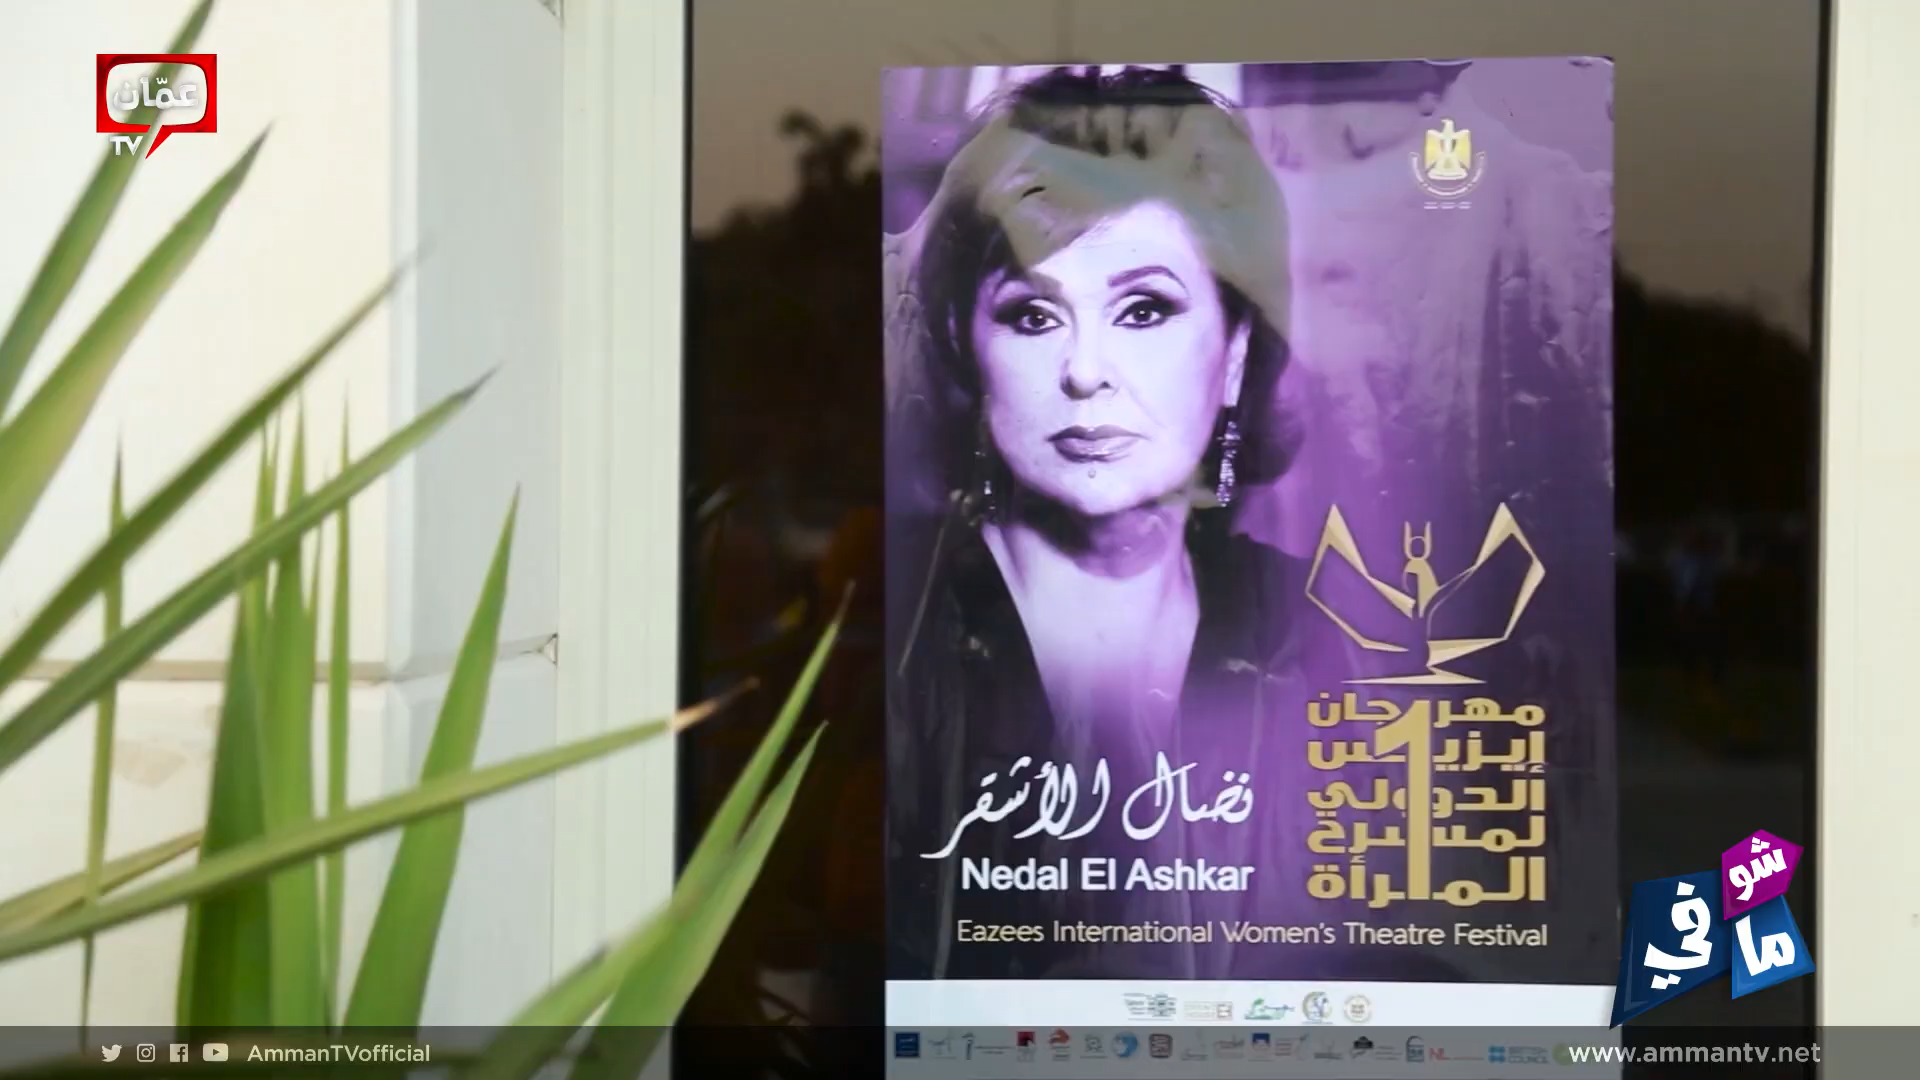 عمّان
TV
مهرجان
إيزيس
الدولي
لمسرح
المرأة
1
نضال الأشقر
Nedal El Ashkar
Eazees International Women's Theatre Festival
شو
ما في
AmmanTVofficial
www.ammantv.net